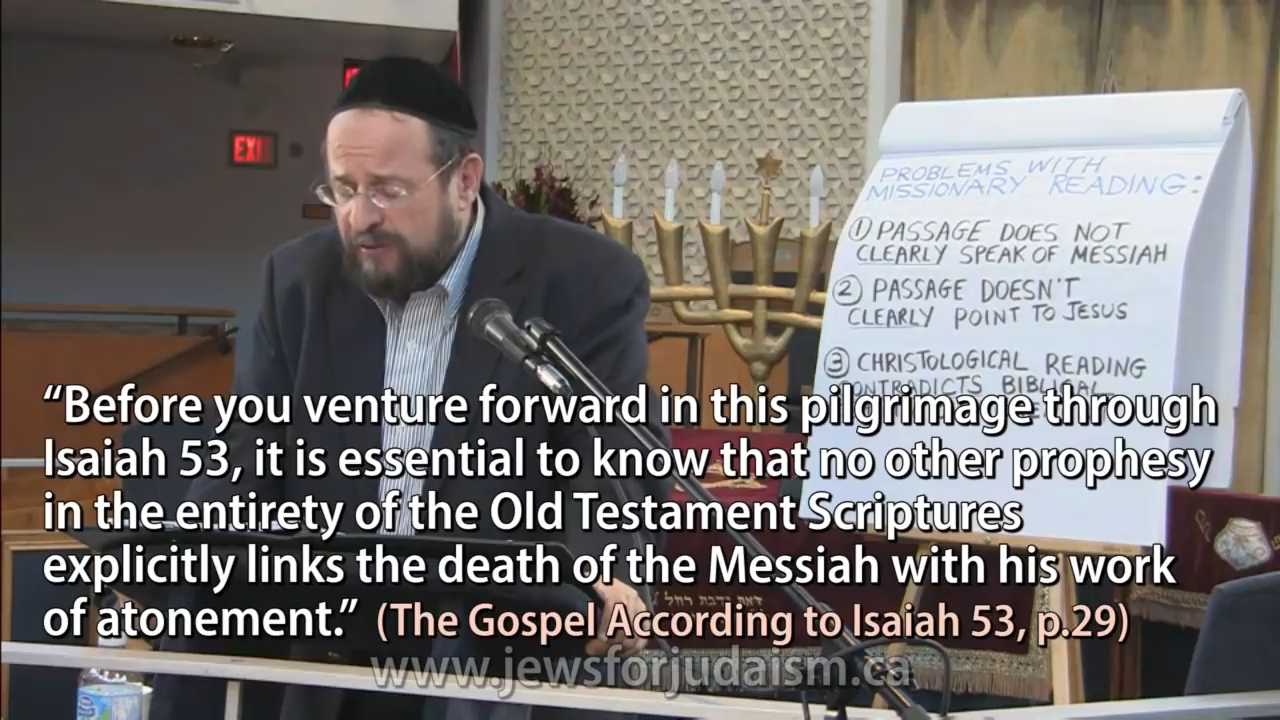 EXIT
PROBLEMS WITH
MISSIONARY READING:
① PASSAGE DOES NOT
CLEARLY SPEAK OF MESSIAH
② PASSAGE DOESN'T
CLEARLY POINT TO JESUS
③ CHRISTOLOGICAL READING
CONTRADICTS BIBLICAL
“Before you venture forward in this pilgrimage through
Isaiah 53, it is essential to know that no other prophesy
in the entirety of the Old Testament Scriptures
explicitly links the death of the Messiah with his work
of atonement.” (The Gospel According to Isaiah 53, p.29)
www.jewsforjudaism.ca